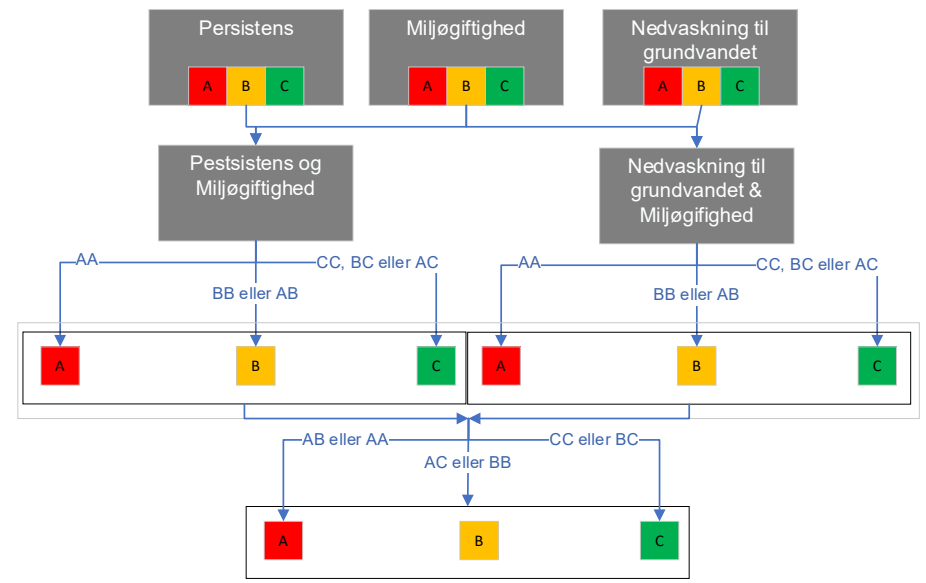 Persistens
A B C
Miljøgiftighed
A B C
Nedvaskning til
grundvandet
A B C
Pestsistens og
Miljøgiftighed
Nedvaskning til
grundvandet &
Miljøgifighed
AA
CC, BC eller AC
BB eller AB
AA
CC, BC eller AC
BB eller AB
A
B
C
A
B
C
AB eller AA
CC eller BC
AC eller BB
A
B
C